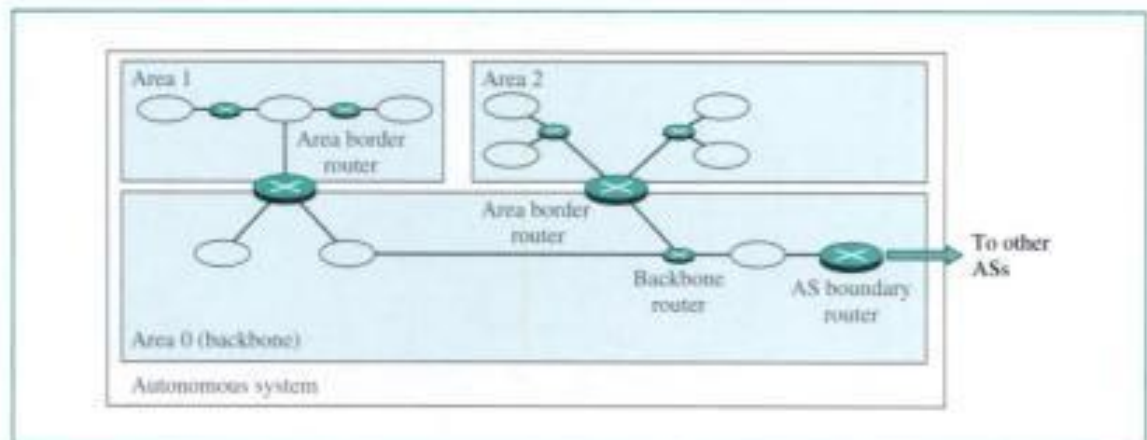 Area 1
Area 2
Area border
router
Area border
router
To other
ASs
Backbone
router
AS boundary
router
Area 0 (backbone)
Autonomous system